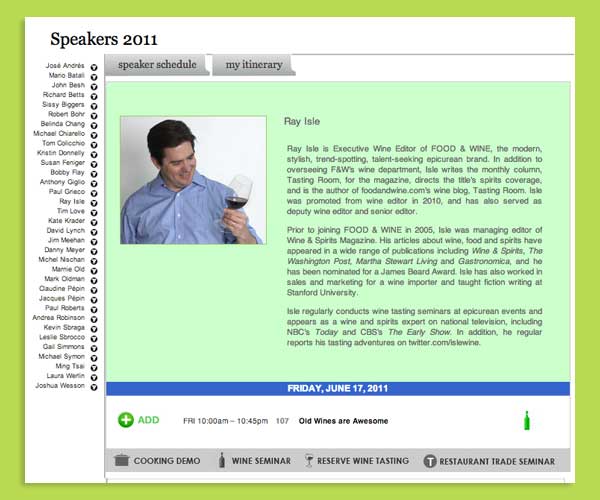 Speakers 2011
speaker schedule
my itinerary
José Andrés
Mario Batali
John Besh
Richard Betts
Sissy Biggers
Robert Bohr
Belinda Chang
Michael Chiarello
Tom Colicchio
Kristin Donnelly
Susan Feniger
Bobby Flay
Anthony Giglio
Paul Grieco
Ray Isle
Tim Love
Kate Krader
David Lynch
Jim Meehan
Danny Meyer
Michel Nischan
Marnie Old
Mark Oldman
Claudine Pépin
Jacques Pépin
Paul Roberts
Andrea Robinson
Kevin Sbraga
Leslie Sbrocco
Gail Simmons
Michael Symon
Ming Tsai
Laura Werlin
Joshua Wesson
Ray Isle
Ray Isle is Executive Wine Editor of FOOD & WINE, the modern,
stylish, trend-spotting, talent-seeking epicurean brand. In addition to
overseeing F&W's wine department, Isle writes the monthly column,
Tasting Room, for the magazine, directs the title's spirits coverage,
and is the author of foodandwine.com's wine blog, Tasting Room. Isle
was promoted from wine editor in 2010, and has also served as
deputy wine editor and senior editor.
Prior to joining FOOD & WINE in 2005, Isle was managing editor of
Wine & Spirits Magazine. His articles about wine, food and spirits have
appeared in a wide range of publications including Wine & Spirits, The
Washington Post, Martha Stewart Living and Gastronomica, and he
has been nominated for a James Beard Award. Isle has also worked in
sales and marketing for a wine importer and taught fiction writing at
Stanford University.
Isle regularly conducts wine tasting seminars at epicurean events and
appears as a wine and spirits expert on national television, including
NBC's Today and CBS's The Early Show. In addition, he regular
reports his tasting adventures on twitter.com/islewine.
FRIDAY, JUNE 17, 2011
ADD FRI 10:00am – 10:45pm 107 Old Wines are Awesome
COOKING DEMO WINE SEMINAR RESERVE WINE TASTING T RESTAURANT TRADE SEMINAR